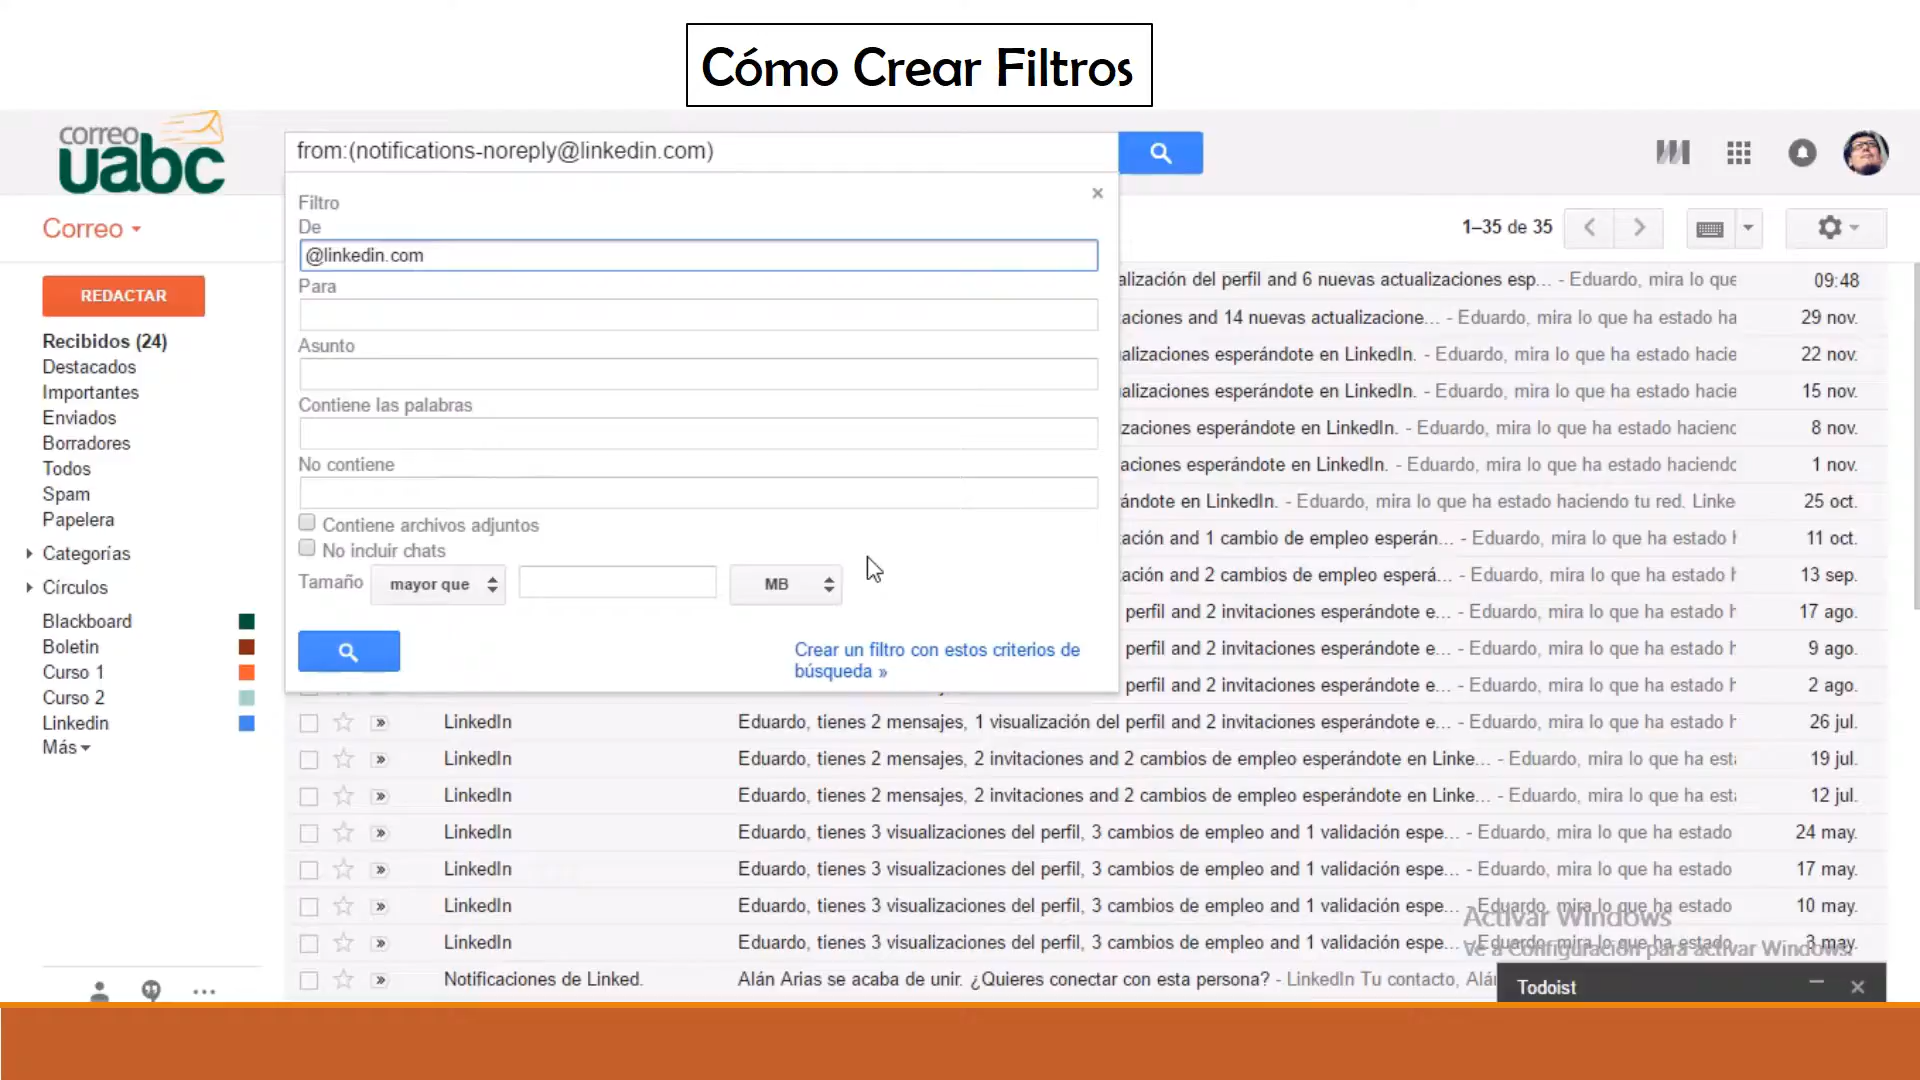 Cómo Crear Filtros
correo
uabc
from:(notifications-noreply@linkedin.com)
Correo
1–35 de 35
REDACTAR
Recibidos (24)
Destacados
Importantes
Enviados
Borradores
Todos
Spam
Papelera
Categorías
Círculos
Blackboard
Boletin
Curso 1
Curso 2
Linkedin
Más
Filtro
De
@linkedin.com
Para
Asunto
Contiene las palabras
No contiene
Contiene archivos adjuntos
No incluir chats
Tamaño mayor que MB
Crear un filtro con estos criterios de
búsqueda »
alización del perfil and 6 nuevas actualizaciones esp... - Eduardo, mira lo que 09:48
aciones and 14 nuevas actualizacione... - Eduardo, mira lo que ha estado ha 29 nov.
alizaciones esperándote en LinkedIn. - Eduardo, mira lo que ha estado hacie 22 nov.
alizaciones esperándote en LinkedIn. - Eduardo, mira lo que ha estado hacie 15 nov.
zaciones esperándote en LinkedIn. - Eduardo, mira lo que ha estado haciend 8 nov.
aciones esperándote en LinkedIn. - Eduardo, mira lo que ha estado haciendo 1 nov.
ándote en LinkedIn. - Eduardo, mira lo que ha estado haciendo tu red. Linke 25 oct.
ación and 1 cambio de empleo esperán... - Eduardo, mira lo que ha estado h 11 oct.
ación and 2 cambios de empleo esperá... - Eduardo, mira lo que ha estado h 13 sep.
perfil and 2 invitaciones esperándote e... - Eduardo, mira lo que ha estado h 17 ago.
perfil and 2 invitaciones esperándote e... - Eduardo, mira lo que ha estado h 9 ago.
perfil and 2 invitaciones esperándote e... - Eduardo, mira lo que ha estado h 2 ago.
LinkedIn Eduardo, tienes 2 mensajes, 1 visualización del perfil and 2 invitaciones esperándote e... - Eduardo, mira lo que ha estado h 26 jul.
LinkedIn Eduardo, tienes 2 mensajes, 2 invitaciones and 2 cambios de empleo esperándote en Linke... - Eduardo, mira lo que ha esta 19 jul.
LinkedIn Eduardo, tienes 2 mensajes, 2 invitaciones and 2 cambios de empleo esperándote en Linke... - Eduardo, mira lo que ha esta 12 jul.
LinkedIn Eduardo, tienes 3 visualizaciones del perfil, 3 cambios de empleo and 1 validación espe... - Eduardo, mira lo que ha estado 24 may.
LinkedIn Eduardo, tienes 3 visualizaciones del perfil, 3 cambios de empleo and 1 validación espe... - Eduardo, mira lo que ha estado 17 may.
LinkedIn Eduardo, tienes 3 visualizaciones del perfil, 3 cambios de empleo and 1 validación espe... - Eduardo, mira lo que ha estado 10 may.
Activar Windows
LinkedIn Eduardo, tienes 3 visualizaciones del perfil, 3 cambios de empleo and 1 validación espe... - Eduardo, mira lo que ha estado 3 may.
Ve a Configuración para activar Windows.
Notificaciones de Linked. Alán Arias se acaba de unir. ¿Quieres conectar con esta persona? - LinkedIn Tu contacto, Alán
Todoist